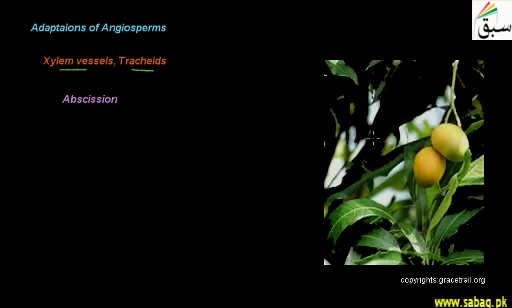 Adaptaions of Angiosperms
سبق
Xylem vessels, Tracheids
Abscission
copyrights:gracetrail.org
www.sabaq.pk